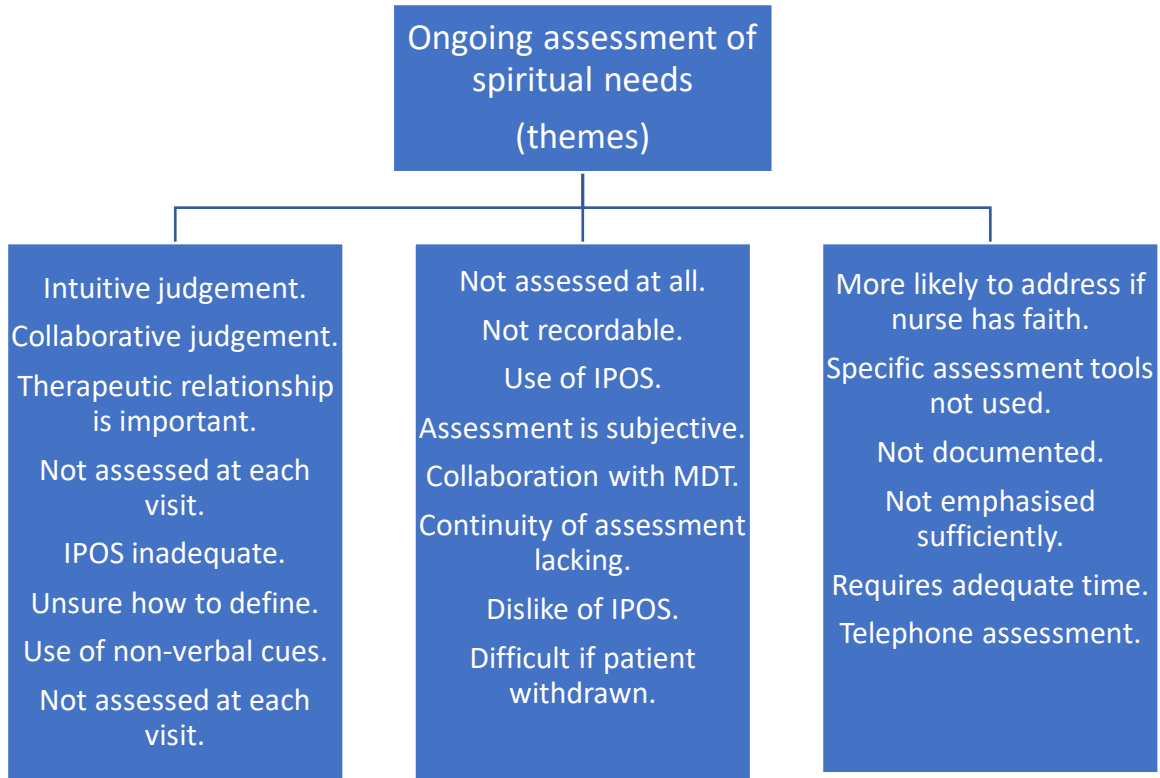 Ongoing assessment of
spiritual needs
(themes)
Intuitive judgement.
Collaborative judgement.
Therapeutic relationship
is important.
Not assessed at each
visit.
IPOS inadequate.
Unsure how to define.
Use of non-verbal cues.
Not assessed at each
visit.
Not assessed at all.
Not recordable.
Use of IPOS.
Assessment is subjective.
Collaboration with MDT.
Continuity of assessment
lacking.
Dislike of IPOS.
Difficult if patient
withdrawn.
More likely to address if
nurse has faith.
Specific assessment tools
not used.
Not documented.
Not emphasised
sufficiently.
Requires adequate time.
Telephone assessment.